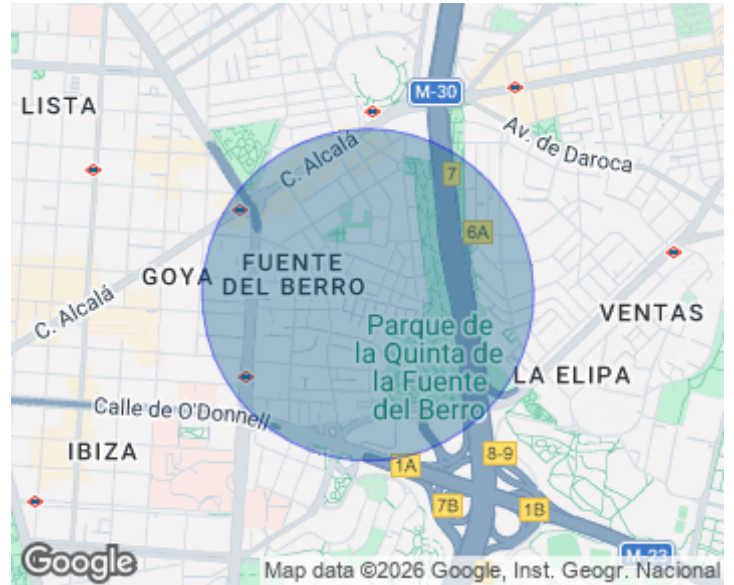 M-30
LISTA
C. Alcalá
Av. de Daroca
7
6A
FUENTE
DEL BERRO
GOYA
C. Alcalá
VENTAS
Parque de
la Quinta de
la Fuente
del Berro
LA ELIPA
Calle de O'Donnell
IBIZA
8-9
1A
7B
1B
M-23
Google
Map data ©2026 Google, Inst. Geogr. Nacional